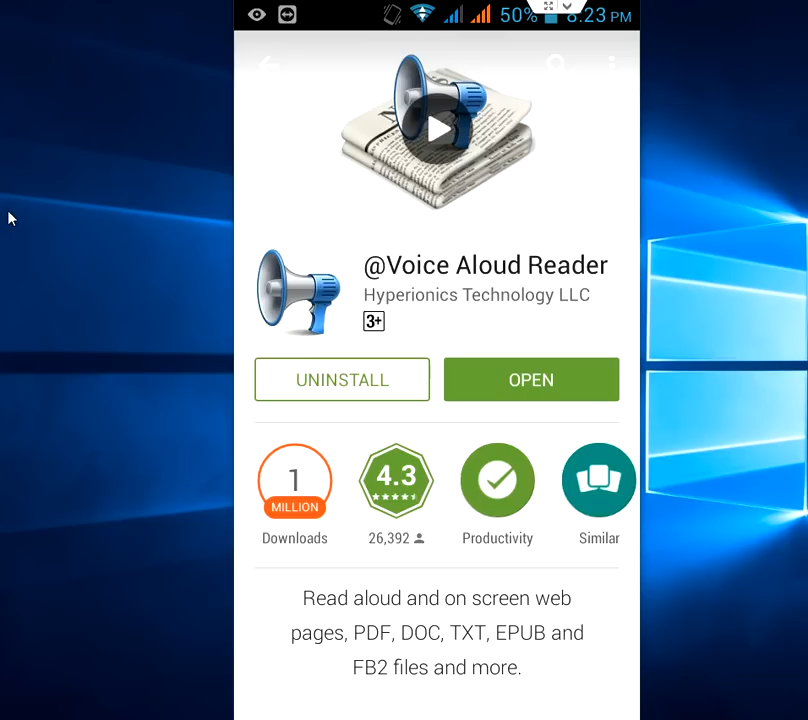 50% 8:23 PM
N
@Voice Aloud Reader
Hyperionics Technology LLC
3+
UNINSTALL
OPEN
1
MILLION
Downloads
4.3
26,392
Productivity
Similar
Read aloud and on screen web
pages, PDF, DOC, TXT, EPUB and
FB2 files and more.